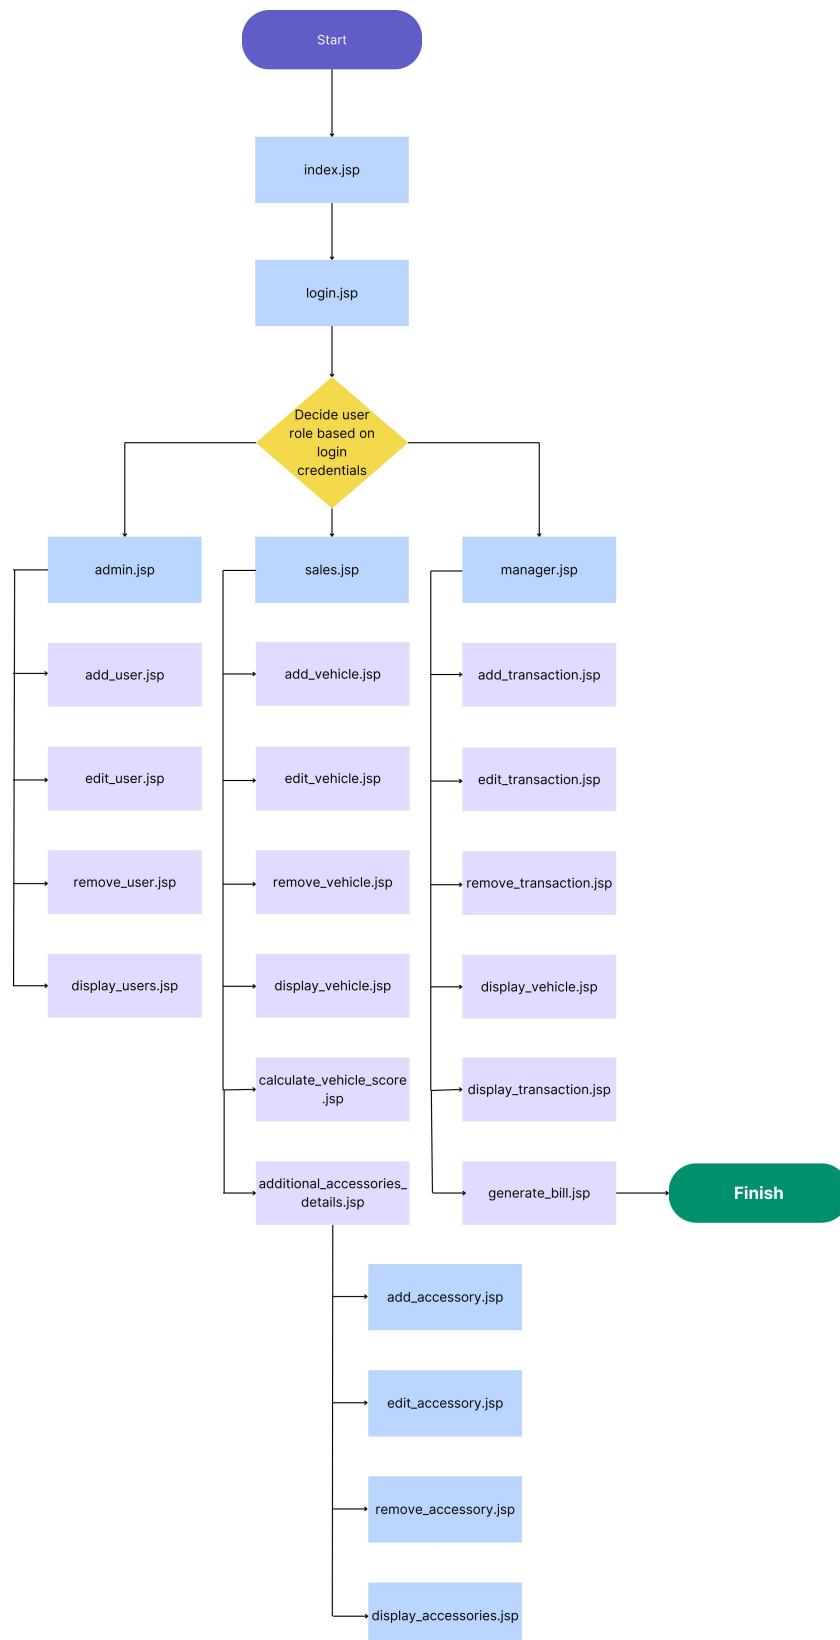 Start
index.jsp
login.jsp
Decide user
role based on
login
credentials
admin.jsp
sales.jsp
manager.jsp
add_user.jsp
add_vehicle.jsp
add_transaction.jsp
edit_user.jsp
edit_vehicle.jsp
edit_transaction.jsp
remove_user.jsp
remove_vehicle.jsp
remove_transaction.jsp
display_users.jsp
display_vehicle.jsp
display_vehicle.jsp
calculate_vehicle_score
.jsp
display_transaction.jsp
additional_accessories_
details.jsp
generate_bill.jsp
Finish
add_accessory.jsp
edit_accessory.jsp
remove_accessory.jsp
display_accessories.jsp